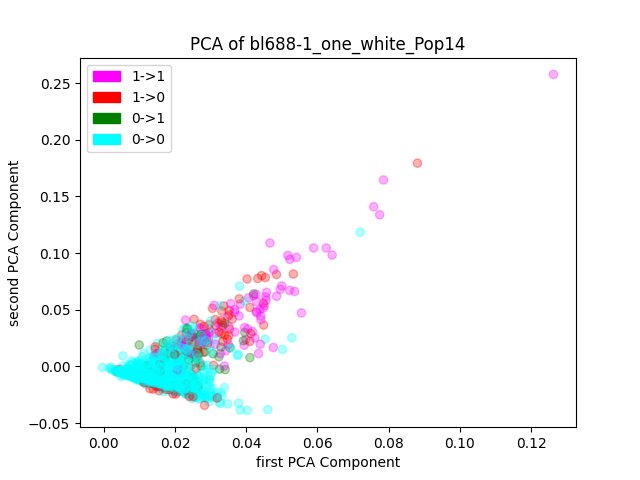 PCA of bl688-1_one_white_Pop14
1->1
1->0
0->1
0->0
0.25
0.20
0.15
0.10
0.05
0.00
−0.05
second PCA Component
0.00 0.02 0.04 0.06 0.08 0.10 0.12
first PCA Component